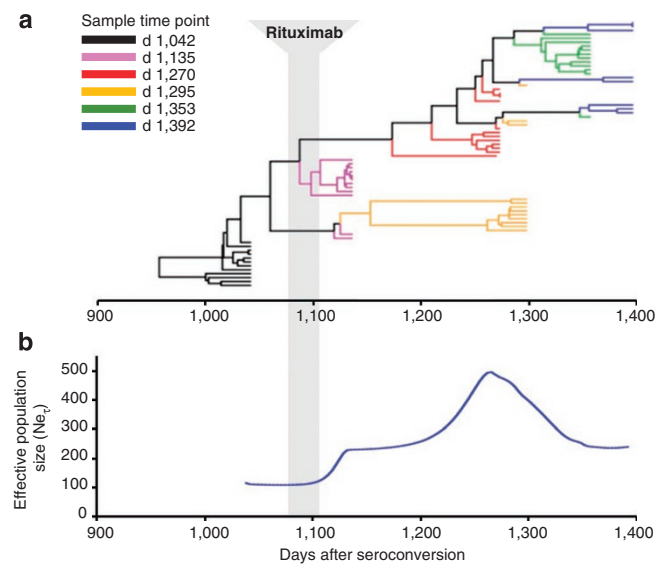 a
Sample time point
d 1,042
d 1,135
d 1,270
d 1,295
d 1,353
d 1,392
Rituximab
900 1,000 1,100 1,200 1,300 1,400
b
Effective population
size (Neτ)
500
400
300
200
100
0
900 1,000 1,100 1,200 1,300 1,400
Days after seroconversion